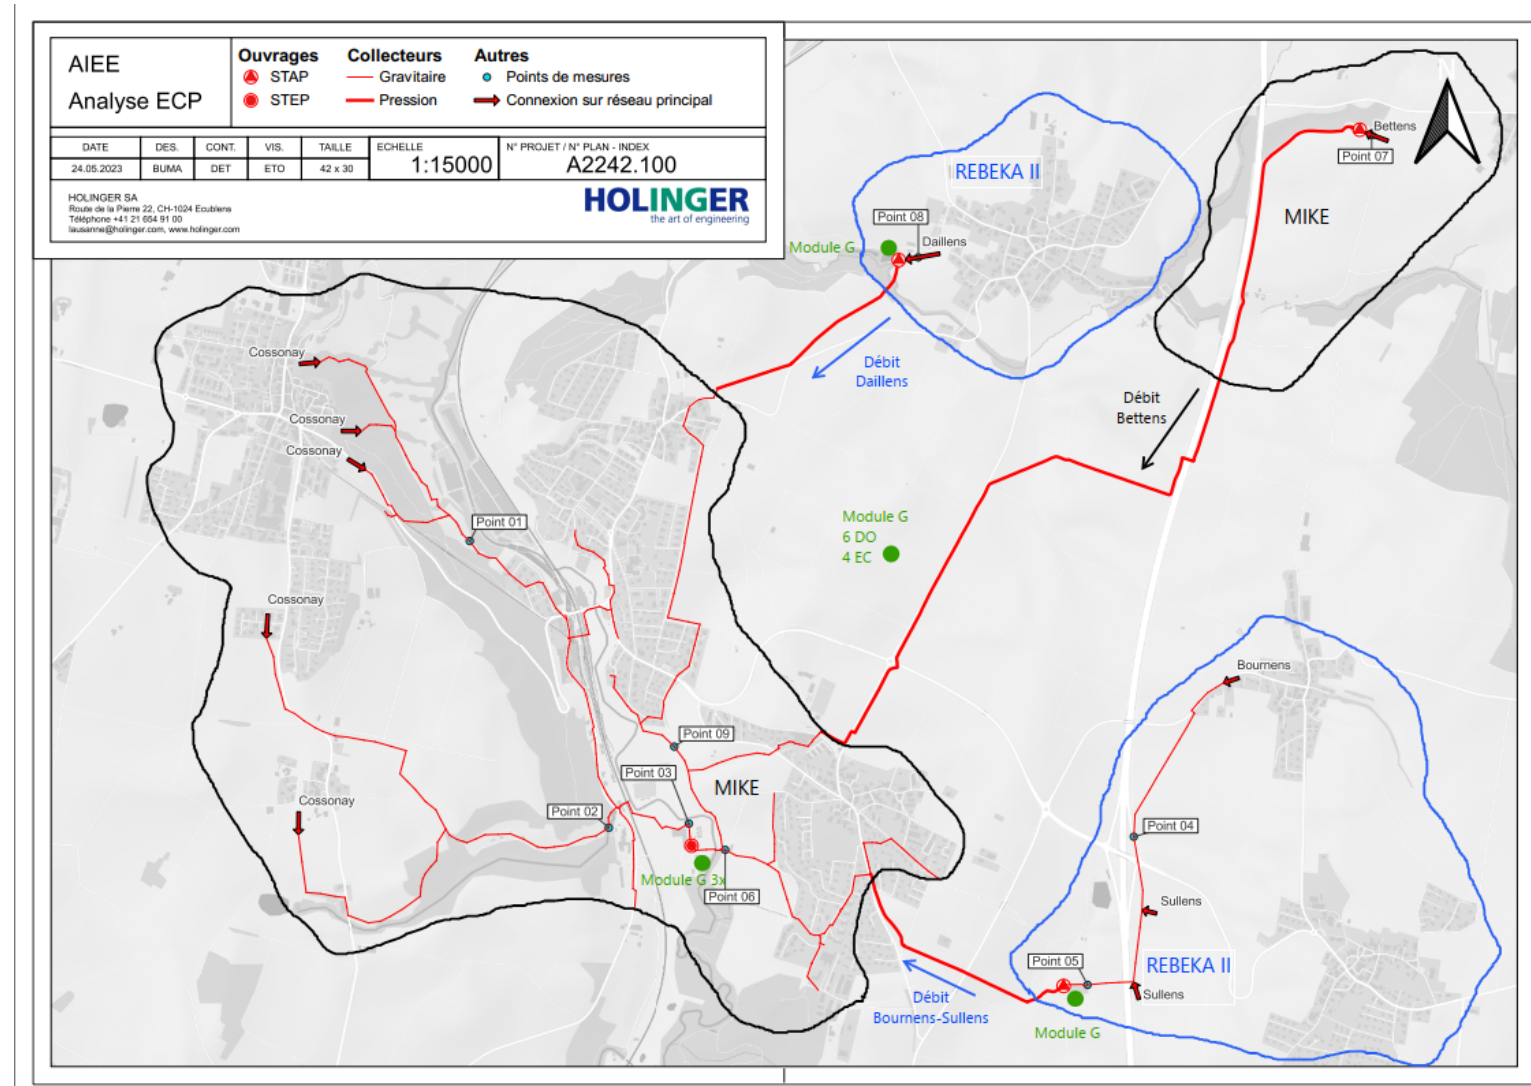 AIEE
Analyse ECP
Ouvrages
STAP
STEP
Collecteurs
Gravitaire
Pression
Autres
Points de mesures
Connexion sur réseau principal
DATE DES. CONT. VIS. TAILLE ECHELLE N° PROJET / N° PLAN - INDEX
24.05.2023 BUMA DET ETO 42 x 30 1:15000 A2242.100
HOLINGER SA
Route de la Pierre 22, CH-1024 Ecublens
Téléphone +41 21 654 91 00
lausanne@holinger.com, www.holinger.com
HOLINGER
the art of engineering
N
Bettens
Point 07
MIKE
REBEKA II
Point 08
Daillens
Module G
Débit
Daillens
Débit
Bettens
Cossonay
Cossonay
Cossonay
Point 01
Module G
6 DO
4 EC
Cossonay
Bournens
Point 09
Point 03
MIKE
Cossonay
Point 02
Point 04
Module G 3x
Point 06
Sullens
Point 05
REBEKA II
Sullens
Débit
Bournens-Sullens
Module G